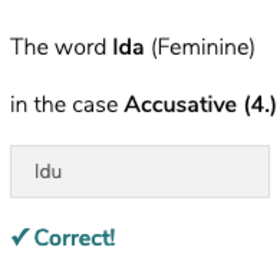 The word Ida (Feminine)
in the case Accusative (4.)
Idu
✓ Correct!